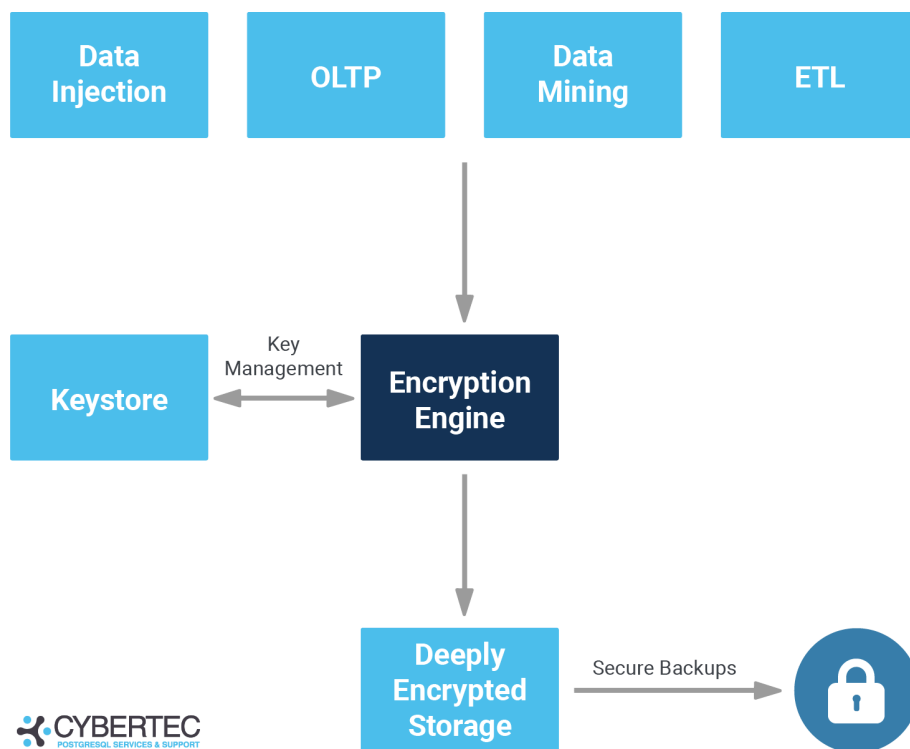 Data
Injection
OLTP
Data
Mining
ETL
Key
Management
Keystore
Encryption
Engine
Deeply
Encrypted
Storage
Secure Backups
CYBERTEC
POSTGRESQL SERVICES & SUPPORT